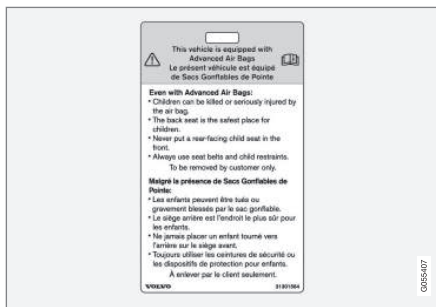 This vehicle is equipped with
Advanced Air Bags
Le présent véhicule est équipé
de Sacs Gonflables de Pointe
Even with Advanced Air Bags:
• Children can be killed or seriously injured by
the air bag.
• The back seat is the safest place for
children.
• Never put a rear-facing child seat in the
front.
• Always use seat belts and child restraints.
To be removed by customer only.
Malgré la présence de Sacs Gonflables de
Pointe:
• Les enfants peuvent être tués ou
gravement blessés par le sac gonflable.
• Le siège arrière est l'endroit le plus sûr pour
les enfants.
• Ne jamais placer un enfant tourné vers
l'arrière sur le siège avant.
• Toujours utiliser les ceintures de sécurité ou
les dispositifs de protection pour enfants.
À enlever par le client seulement.
VOLVO 31301564
G055407